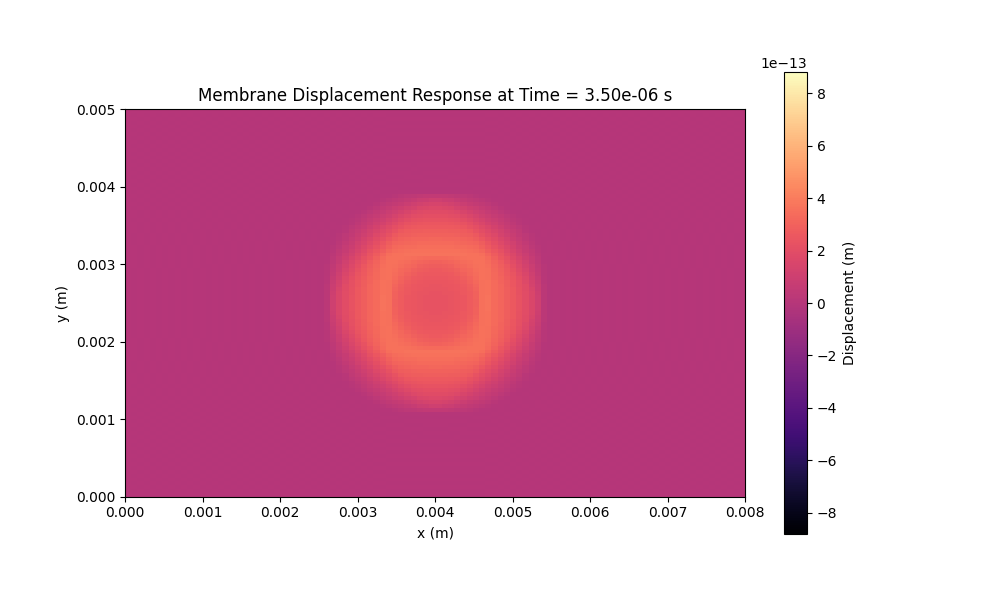 1e−13
Membrane Displacement Response at Time = 3.50e-06 s
0.005
0.004
0.003
0.002
0.001
0.000
y (m)
0.000 0.001 0.002 0.003 0.004 0.005 0.006 0.007 0.008
x (m)
8
6
4
2
0
−2
−4
−6
−8
Displacement (m)